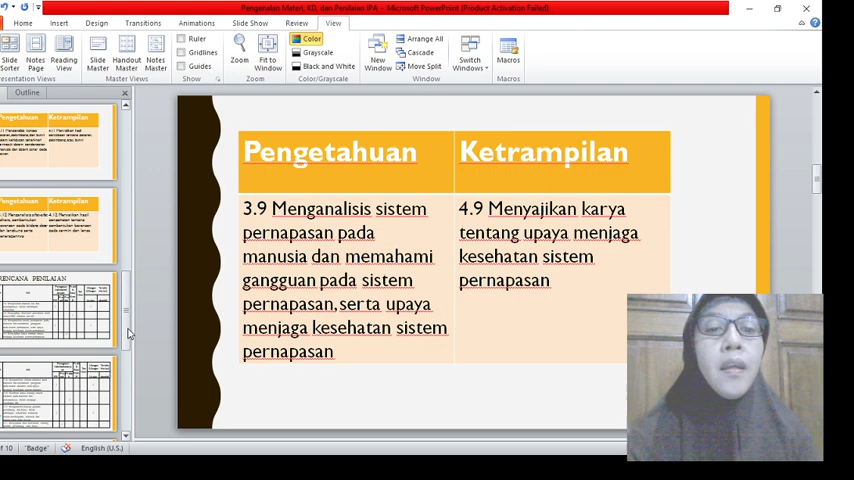 Pengenalan Materi, KD, dan Penilaian IPA - Microsoft PowerPoint (Product Activation Failed)
Home Insert Design Transitions Animations Slide Show Review View
Slide Sorter
Notes Page
Reading View
Presentation Views
Slide Master
Handout Master
Notes Master
Master Views
Ruler
Gridlines
Guides
Show
Zoom
Fit to Window
Zoom
Color
Grayscale
Black and White
Color/Grayscale
New Window
Arrange All
Cascade
Move Split
Window
Switch Windows
Macros
Macros
Outline
Pengetahuan Ketrampilan
Pengetahuan Ketrampilan
RENCANA PENILAIAN
Pengetahuan
3.9 Menganalisis sistem
pernapasan pada
manusia dan memahami
gangguan pada sistem
pernapasan,serta upaya
menjaga kesehatan sistem
pernapasan
Ketrampilan
4.9 Menyajikan karya
tentang upaya menjaga
kesehatan sistem
pernapasan
of 10 "Badge" English (U.S.)